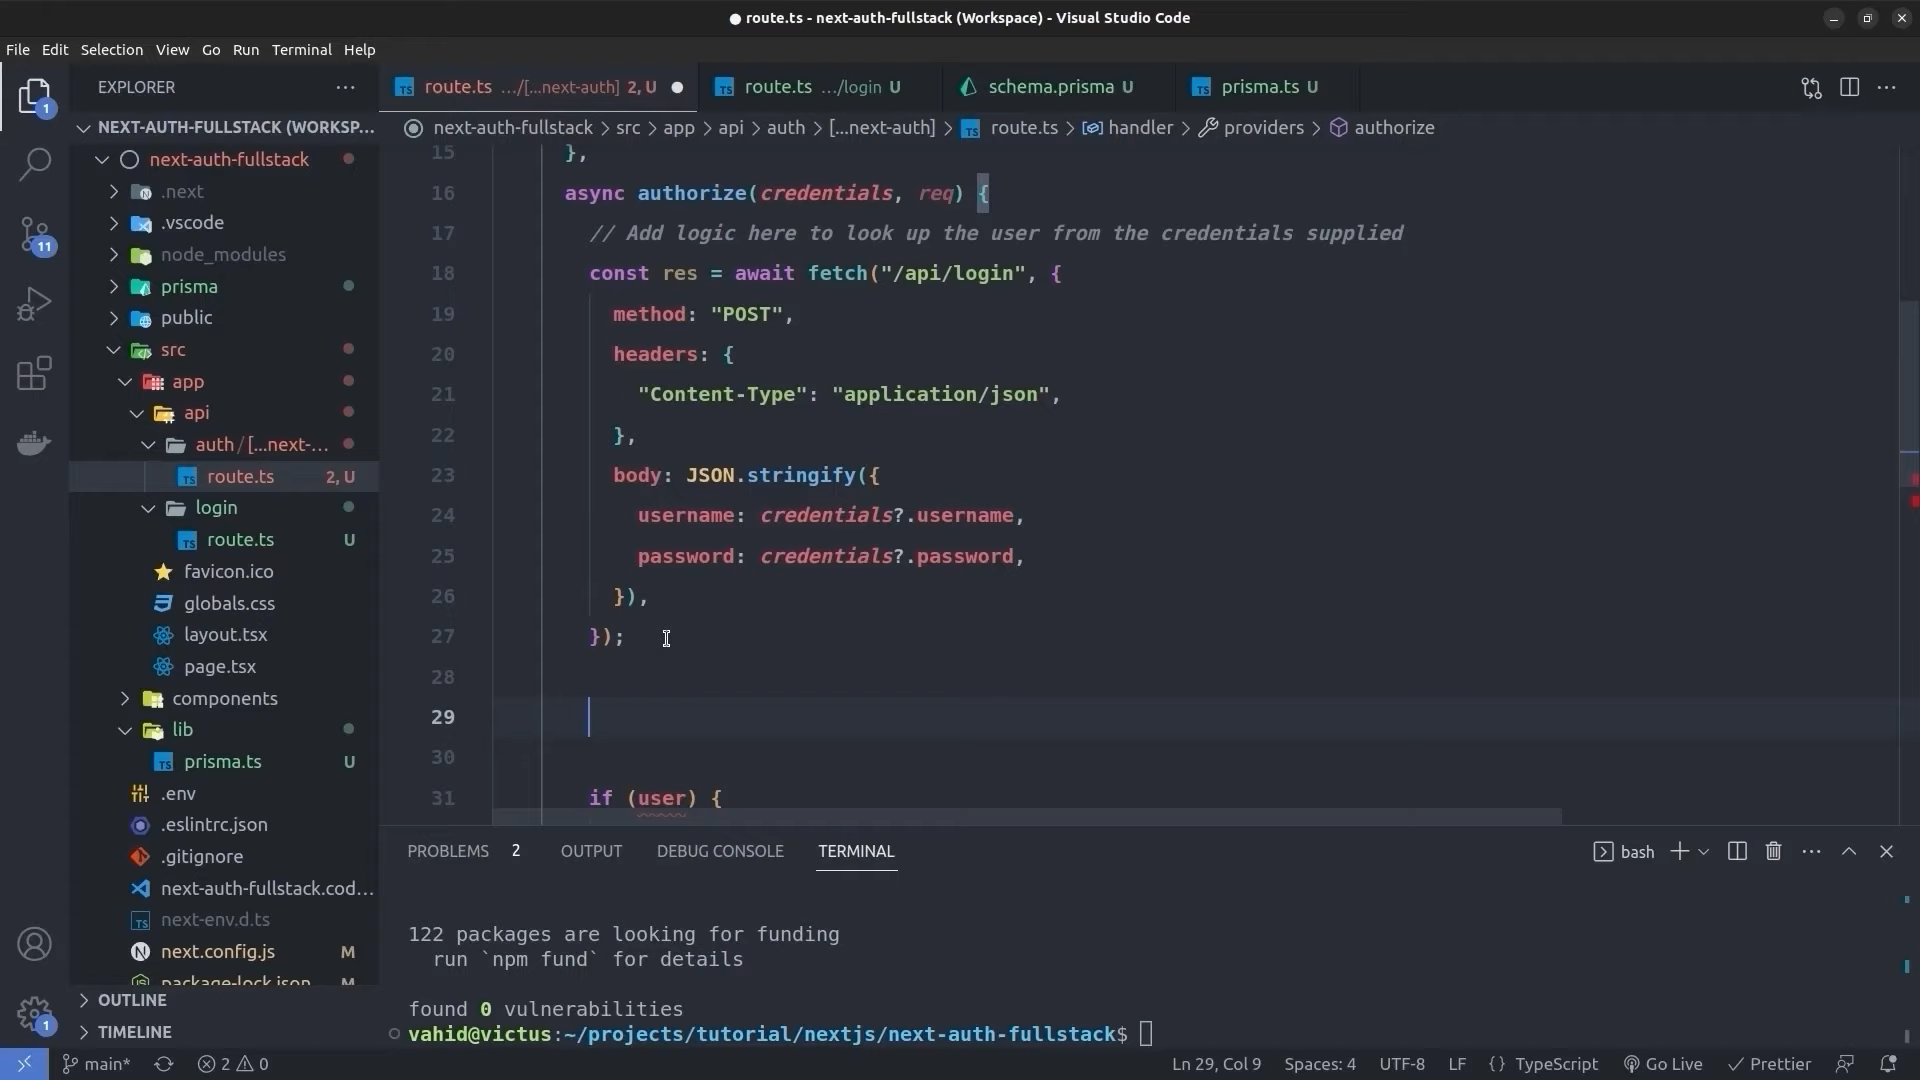 route.ts - next-auth-fullstack (Workspace) - Visual Studio Code
File Edit Selection View Go Run Terminal Help
EXPLORER
route.ts .../[...next-auth] 2, U
route.ts .../login U
schema.prisma U
prisma.ts U
next-auth-fullstack > src > app > api > auth > [...next-auth] > route.ts > handler > providers > authorize
NEXT-AUTH-FULLSTACK (WORKSP...
next-auth-fullstack
.next
.vscode
node_modules
prisma
public
src
app
api
auth / [...next-...
route.ts 2, U
login
route.ts U
favicon.ico
globals.css
layout.tsx
page.tsx
components
lib
prisma.ts U
.env
.eslintrc.json
.gitignore
next-auth-fullstack.cod...
next-env.d.ts
next.config.js M
package-lock.json M
OUTLINE
TIMELINE
1
11
1
15 },
16 async authorize(credentials, req) {
17 // Add logic here to look up the user from the credentials supplied
18 const res = await fetch("/api/login", {
19 method: "POST",
20 headers: {
21 "Content-Type": "application/json",
22 },
23 body: JSON.stringify({
24 username: credentials?.username,
25 password: credentials?.password,
26 }),
27 });
28
29
30
31 if (user) {
PROBLEMS 2 OUTPUT DEBUG CONSOLE TERMINAL
bash
122 packages are looking for funding
run `npm fund` for details
found 0 vulnerabilities
vahid@victus:~/projects/tutorial/nextjs/next-auth-fullstack$
main* 2 0 Ln 29, Col 9 Spaces: 4 UTF-8 LF {} TypeScript Go Live Prettier